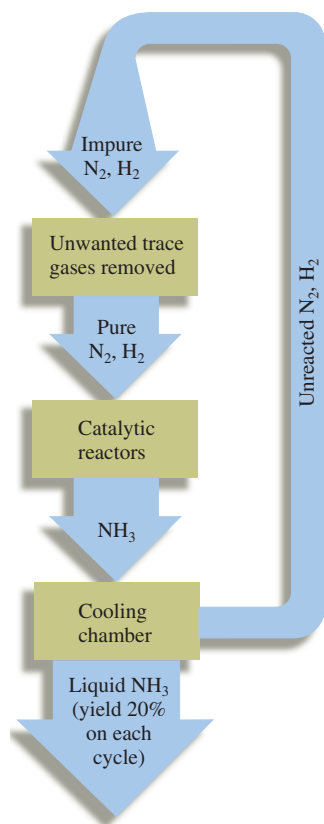 Impure
N₂, H₂
Unwanted trace
gases removed
Pure
N₂, H₂
Catalytic
reactors
NH₃
Cooling
chamber
Liquid NH₃
(yield 20%
on each
cycle)
Unreacted N₂, H₂